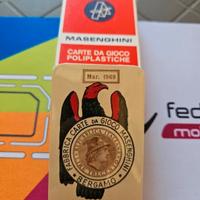 MASENGHINI
CARTE DA GIOCO
POLIPLASTICHE
Mar. 1969
FABBRICA CARTE DA GIOCO MASENGHINI
BERGAMO
fed
mo